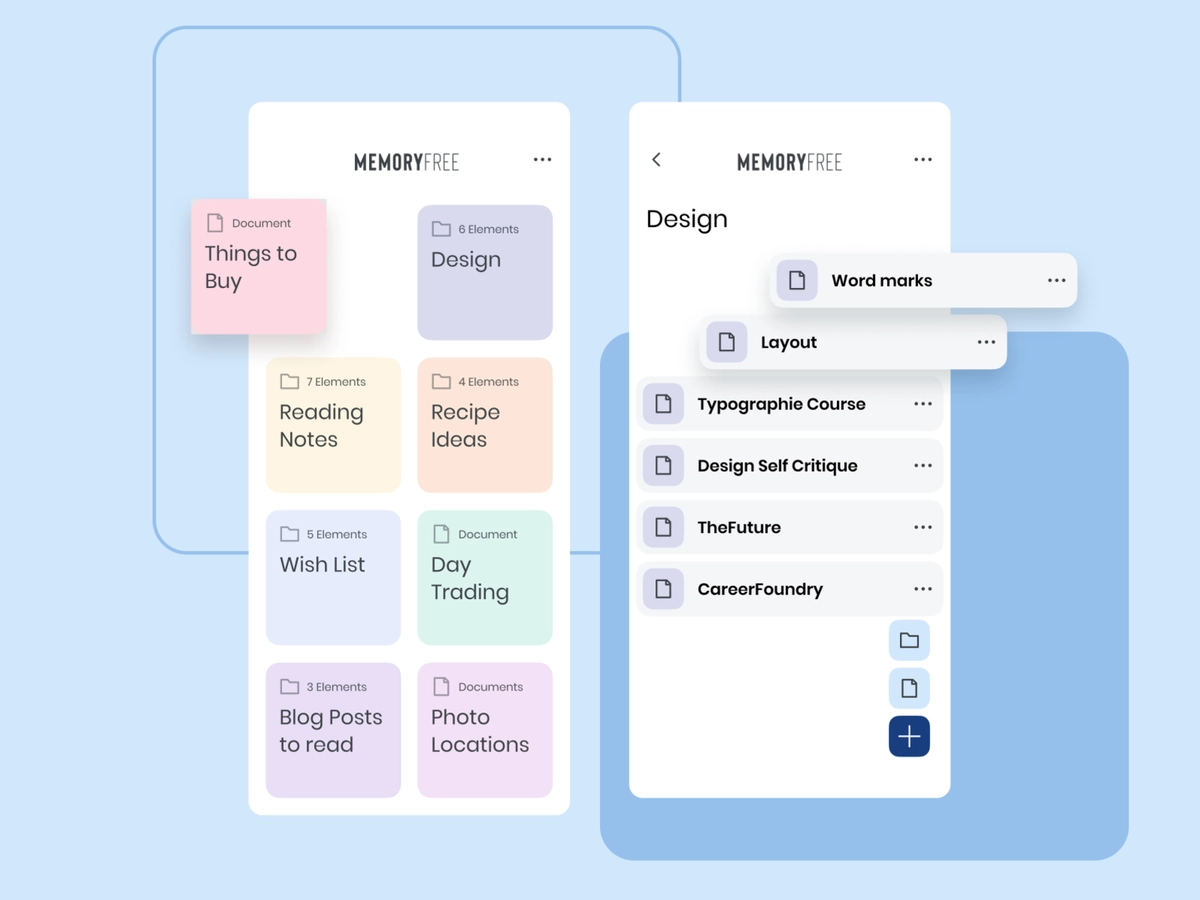 MEMORYFREE
Document
Things to
Buy
6 Elements
Design
7 Elements
Reading
Notes
4 Elements
Recipe
Ideas
5 Elements
Wish List
Document
Day
Trading
3 Elements
Blog Posts
to read
Documents
Photo
Locations
MEMORYFREE
Design
Word marks
Layout
Typographie Course
Design Self Critique
TheFuture
CareerFoundry